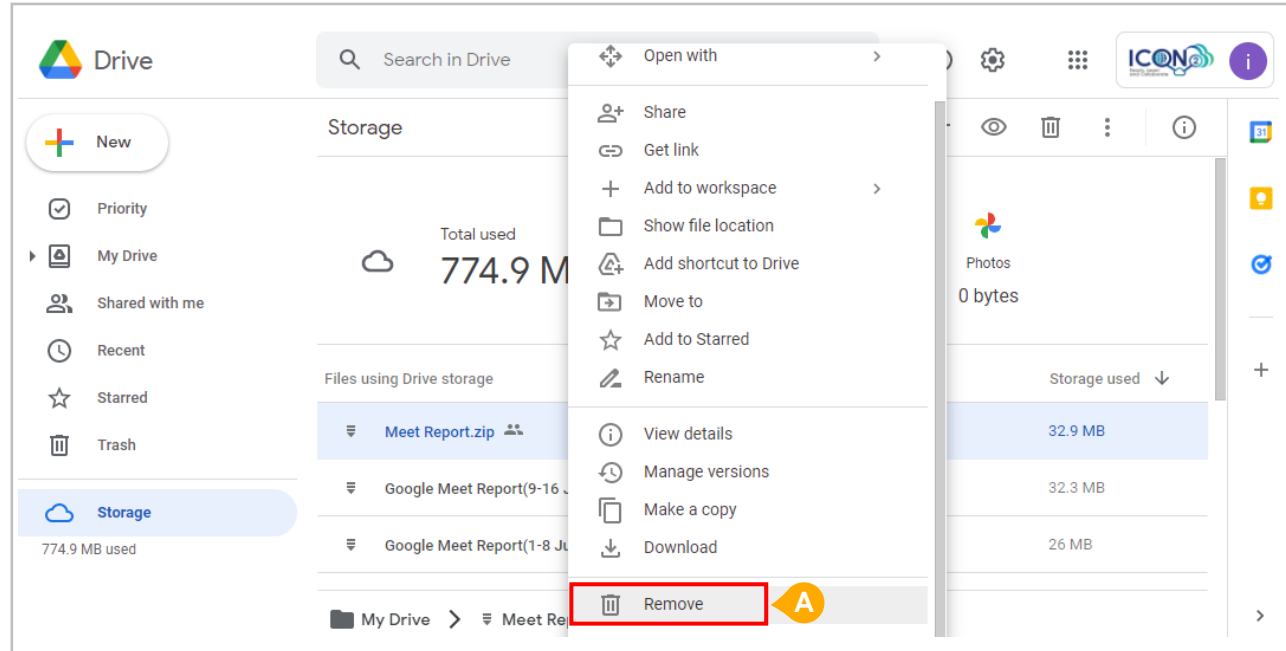 Drive
Search in Drive
ICON2
i
New
Priority
My Drive
Shared with me
Recent
Starred
Trash
Storage
774.9 MB used
Storage
Total used
774.9 M
Photos
0 bytes
Files using Drive storage
Storage used
Meet Report.zip
32.9 MB
Google Meet Report(9-16 J
32.3 MB
Google Meet Report(1-8 Ju
26 MB
My Drive
Meet Re
Open with
Share
Get link
Add to workspace
Show file location
Add shortcut to Drive
Move to
Add to Starred
Rename
View details
Manage versions
Make a copy
Download
Remove
A
31